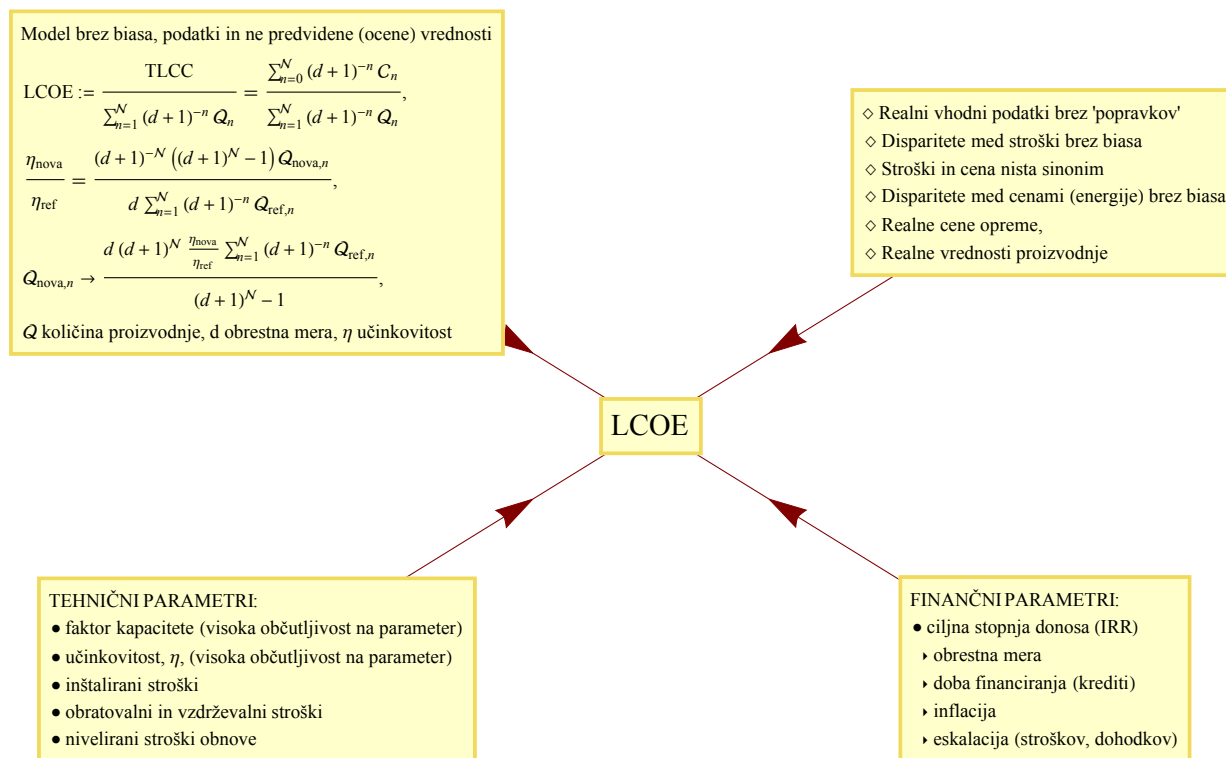 Model brez biasa, podatki in ne predvidene (ocene) vrednosti
LCOE := TLCC / ∑_{n=1}^{𝒩} (d + 1)^{-n} 𝒬_n = ∑_{n=0}^{𝒩} (d + 1)^{-n} 𝒞_n / ∑_{n=1}^{𝒩} (d + 1)^{-n} 𝒬_n,
η_nova / η_ref = (d + 1)^{-𝒩} ((d + 1)^{𝒩} − 1) 𝒬_{nova,n} / d ∑_{n=1}^{𝒩} (d + 1)^{-n} 𝒬_{ref,n},
𝒬_{nova,n} → d (d + 1)^{𝒩} η_nova/η_ref ∑_{n=1}^{𝒩} (d + 1)^{-n} 𝒬_{ref,n} / (d + 1)^{𝒩} − 1,
𝒬 količina proizvodnje, d obrestna mera, η učinkovitost
◇ Realni vhodni podatki brez 'popravkov'
◇ Disparitete med stroški brez biasa
◇ Stroški in cena nista sinonim
◇ Disparitete med cenami (energije) brez biasa
◇ Realne cene opreme,
◇ Realne vrednosti proizvodnje
LCOE
TEHNIČNI PARAMETRI:
● faktor kapacitete (visoka občutljivost na parameter)
● učinkovitost, η, (visoka občutljivost na parameter)
● inštalirani stroški
● obratovalni in vzdrževalni stroški
● nivelirani stroški obnove
FINANČNI PARAMETRI:
● ciljna stopnja donosa (IRR)
‣ obrestna mera
‣ doba financiranja (krediti)
‣ inflacija
‣ eskalacija (stroškov, dohodkov)